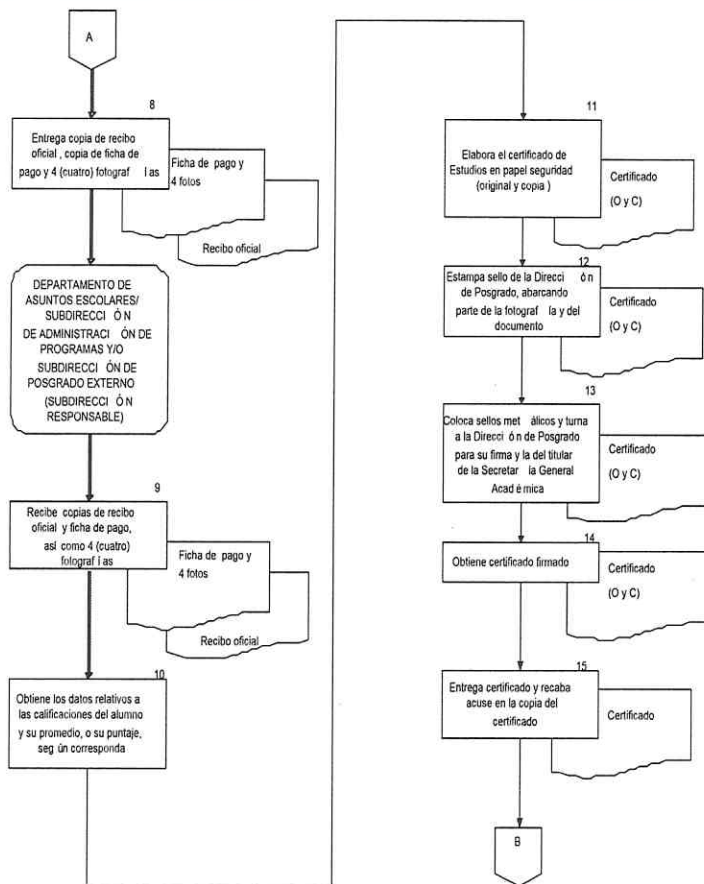 A
8
Entrega copia de recibo
oficial , copia de ficha de
pago y 4 (cuatro) fotograf í as
Ficha de pago y
4 fotos
Recibo oficial
DEPARTAMENTO DE
ASUNTOS ESCOLARES/
SUBDIRECCI Ó N
DE ADMINISTRACI ÓN DE
PROGRAMAS Y/O
SUBDIRECCI ÓN DE
POSGRADO EXTERNO
(SUBDIRECCI Ó N
RESPONSABLE)
9
Recibe copias de recibo
oficial y ficha de pago,
así como 4 (cuatro)
fotograf í as
Ficha de pago y
4 fotos
Recibo oficial
10
Obtiene los datos relativos a
las calificaciones del alumno
y su promedio, o su puntaje,
seg ún corresponda
11
Elabora el certificado de
Estudios en papel seguridad
(original y copia )
Certificado
(O y C)
12
Estampa sello de la Direcci ó n
de Posgrado, abarcando
parte de la fotograf ía y del
documento
Certificado
(O y C)
13
Coloca sellos met álicos y turna
a la Direcci ó n de Posgrado
para su firma y la del titular
de la Secretar ía General
Acad é mica
Certificado
(O y C)
14
Obtiene certificado firmado
Certificado
(O y C)
15
Entrega certificado y recaba
acuse en la copia del
certificado
Certificado
B